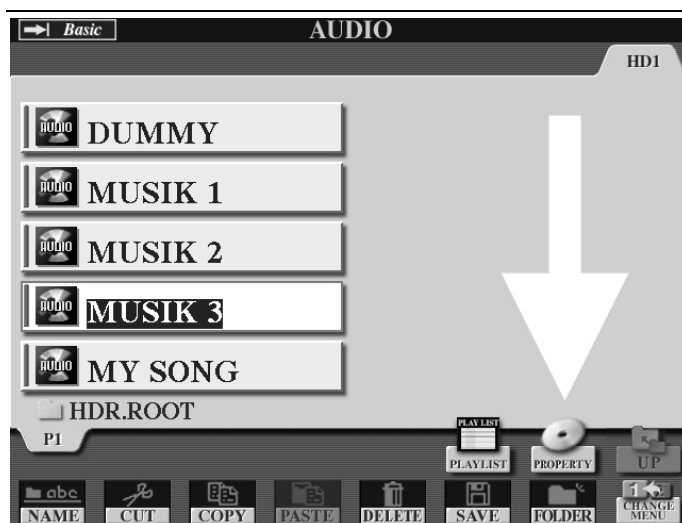 Basic
AUDIO
HD1
AUDIO DUMMY
AUDIO MUSIK 1
AUDIO MUSIK 2
AUDIO MUSIK 3
AUDIO MY SONG
HDR.ROOT
P1
PLAY LIST
PLAYLIST PROPERTY UP
abc
NAME CUT COPY PASTE DELETE SAVE FOLDER CHANGE MENU